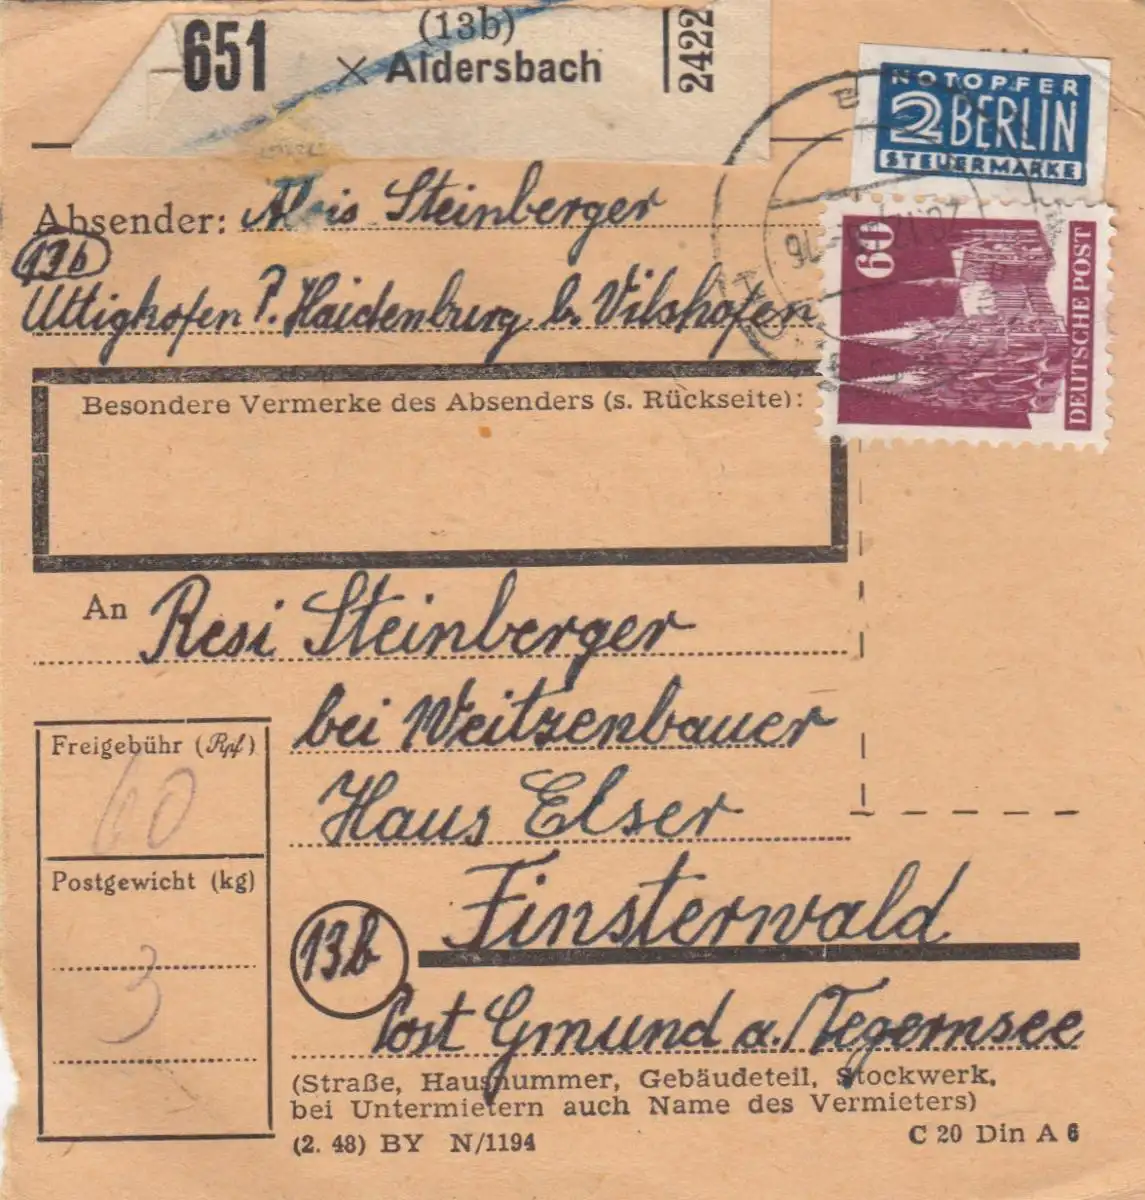 651
(13b)
× Aidersbach
2422
NOTOPFER
2 BERLIN
STEUERMARKE
Absender: Alois Steinberger
13b
Uttigkofen P. Haidenburg b. Vilshofen
60
DEUTSCHE POST
Besondere Vermerke des Absenders (s. Rückseite):
An Resi Steinberger
bei Weitzenbauer
Haus Elser
Finsterwald
13b
Post Gmund a./Tegernsee
Freigebühr (Rpf)
60
Postgewicht (kg)
3
(Straße, Hausnummer, Gebäudeteil, Stockwerk,
bei Untermietern auch Name des Vermieters)
(2. 48) BY N/1194
C 20 Din A 6